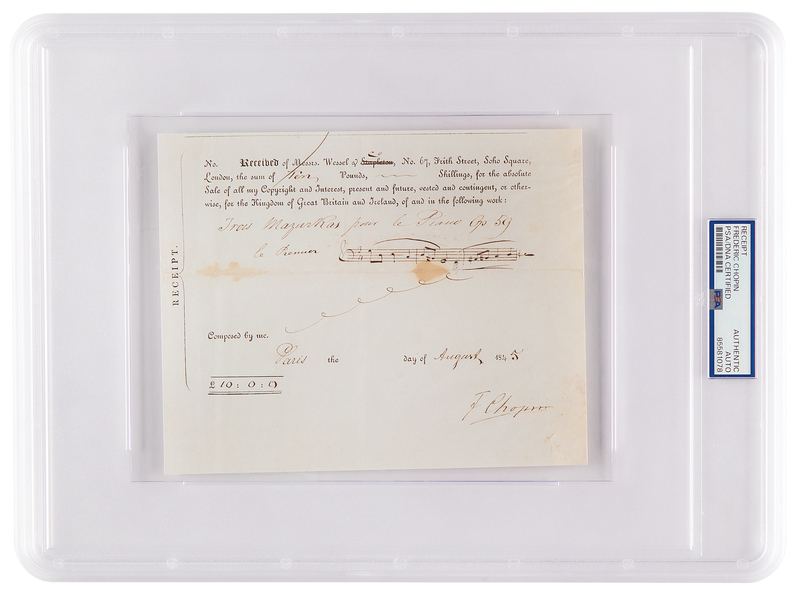 No. Received of Messrs. Wessel & Co Stapleton, No. 67, Frith Street, Soho Square,
London, the sum of ten Pounds, Shillings, for the absolute
Sale of all my Copyright and Interest, present and future, vested and contingent, or other-
wise, for the Kingdom of Great Britain and Ireland, of and in the following work:
Trois Mazurkas pour le Piano Op 59
le Premier
RECEIPT.
Composed by me.
Paris the day of August 1845
£10:0:0
F Chopin
RECEIPT
FREDERIC CHOPIN
PSA/DNA CERTIFIED
PSA
AUTHENTIC
AUTO
85581078